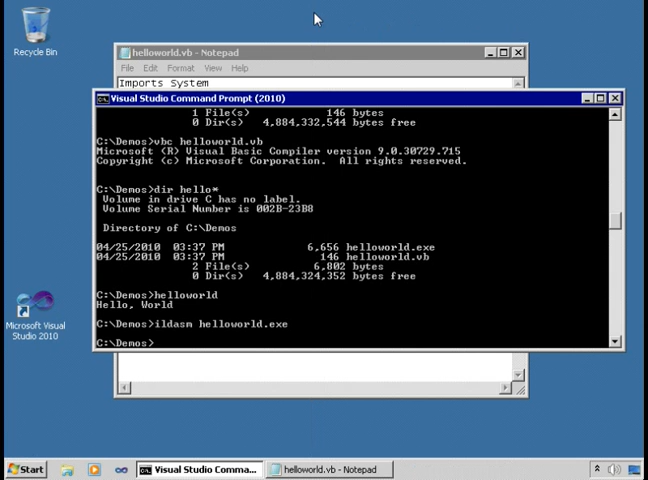 Recycle Bin
helloworld.vb - Notepad
File Edit Format View Help
Imports System
Visual Studio Command Prompt (2010)
1 File(s) 146 bytes
0 Dir(s) 4,884,332,544 bytes free
C:\Demos>vbc helloworld.vb
Microsoft (R) Visual Basic Compiler version 9.0.30729.715
Copyright (c) Microsoft Corporation. All rights reserved.
C:\Demos>dir hello*
Volume in drive C has no label.
Volume Serial Number is 002B-23B8
Directory of C:\Demos
04/25/2010 03:37 PM 6,656 helloworld.exe
04/25/2010 03:37 PM 146 helloworld.vb
2 File(s) 6,802 bytes
0 Dir(s) 4,884,324,352 bytes free
C:\Demos>helloworld
Hello, World
C:\Demos>ildasm helloworld.exe
C:\Demos>
Microsoft Visual
Studio 2010
Start
Visual Studio Comma...
helloworld.vb - Notepad